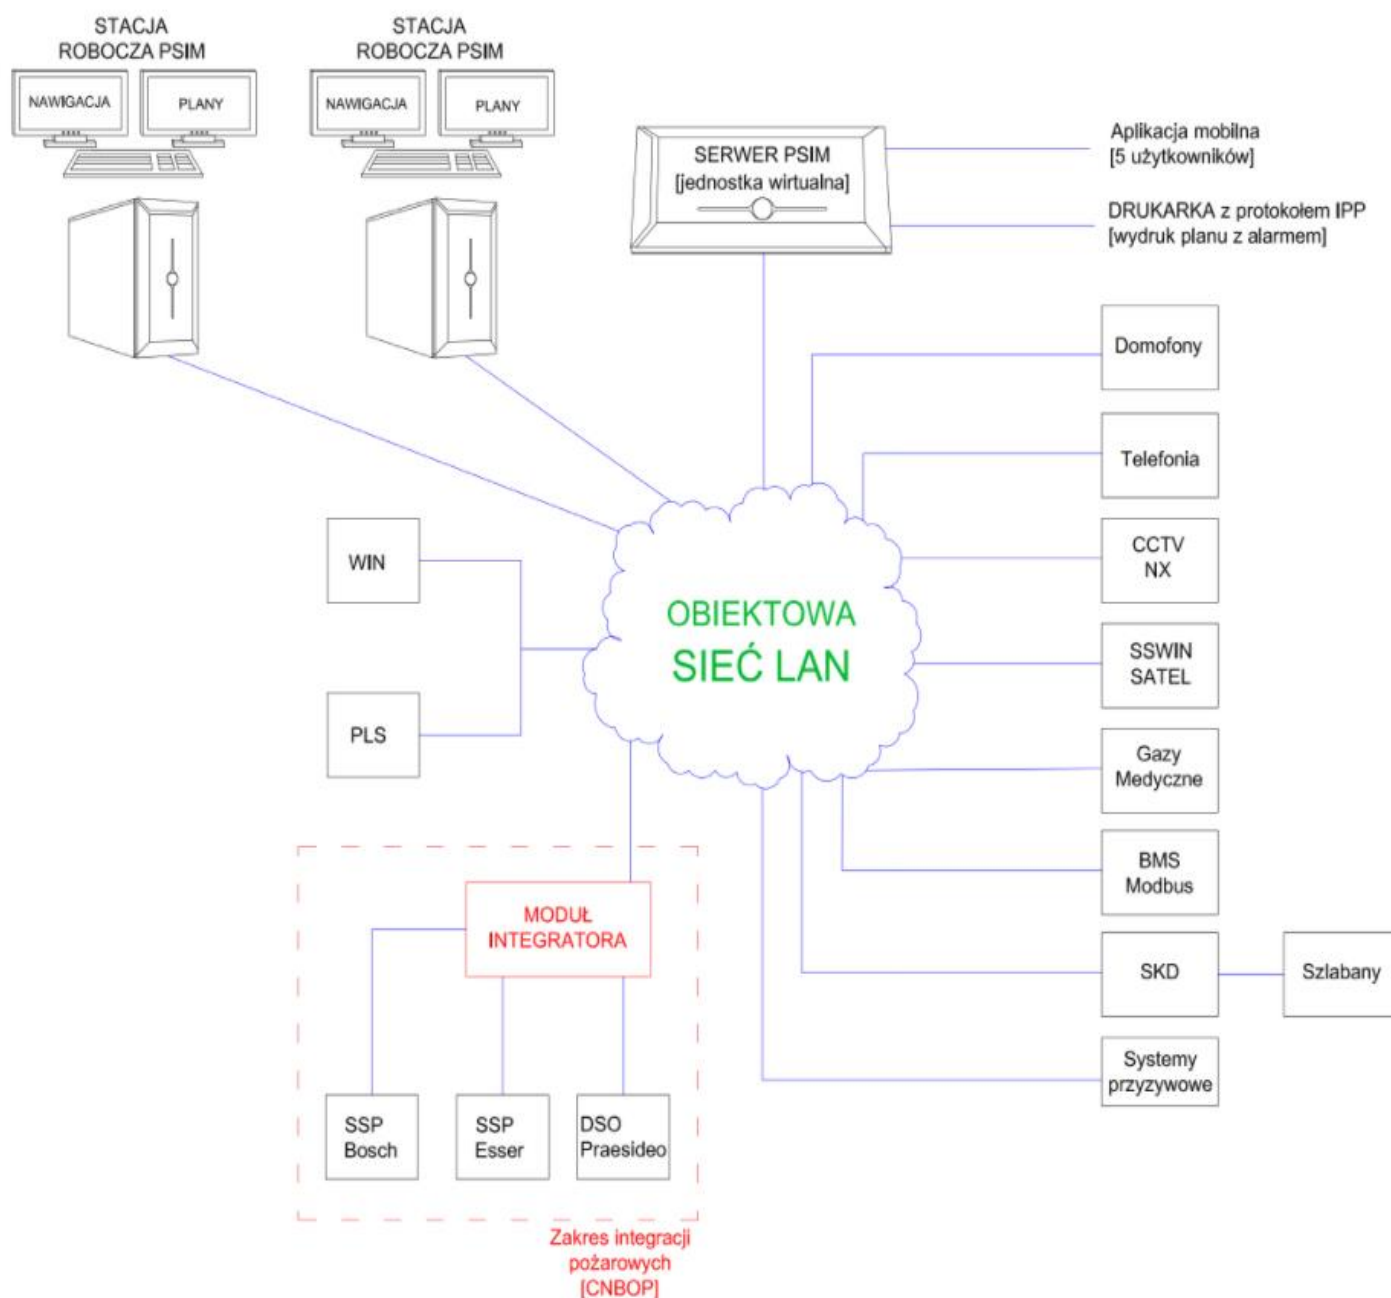 STACJA
ROBOCZA PSIM
NAWIGACJA
PLANY
STACJA
ROBOCZA PSIM
NAWIGACJA
PLANY
SERWER PSIM
[jednostka wirtualna]
Aplikacja mobilna
[5 użytkowników]
DRUKARKA z protokołem IPP
[wydruk planu z alarmem]
Domofony
Telefonia
CCTV
NX
SSWIN
SATEL
Gazy
Medyczne
BMS
Modbus
SKD
Szlabany
Systemy
przyzywowe
WIN
PLS
OBIEKTOWA
SIEĆ LAN
MODUŁ
INTEGRATORA
SSP
Bosch
SSP
Esser
DSO
Praesideo
Zakres integracji
pożarowych
[CNBOP]